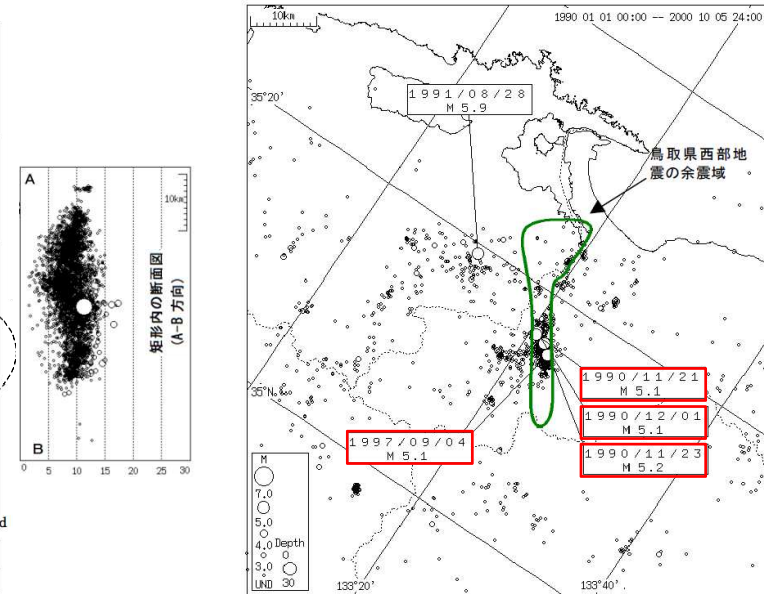 A
10km
矩形内の断面図
(A-B 方向)
B
0 5 10 15 20 25 30
d
10km
1990 01 01 00:00 -- 2000 10 05 24:00
35°20'
1991/08/28
M 5.9
鳥取県西部地
震の余震域
35°N
1990/11/21
M 5.1
1990/12/01
M 5.1
1990/11/23
M 5.2
1997/09/04
M 5.1
M
7.0
5.0
4.0
3.0
UND
Depth
0
30
133°20'
133°40'